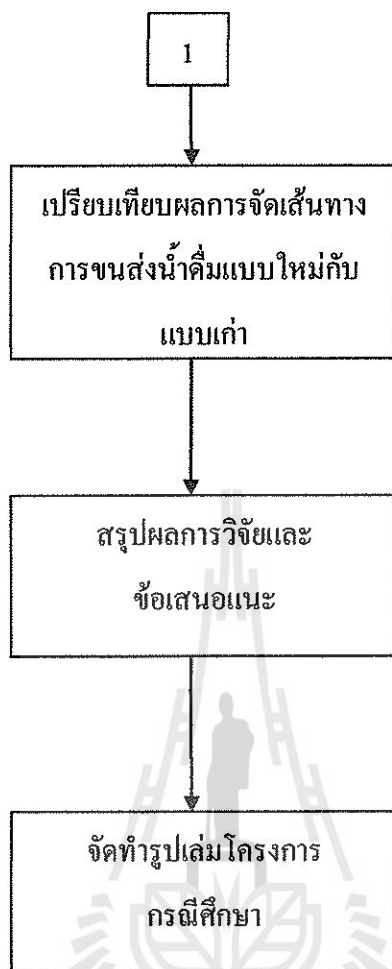 1
เปรียบเทียบผลการจัดเส้นทาง
การขนส่งน้ำดื่มแบบใหม่กับ
แบบเก่า
สรุปผลการวิจัยและ
ข้อเสนอแนะ
จัดทำรูปเล่มโครงการ
กรณีศึกษา